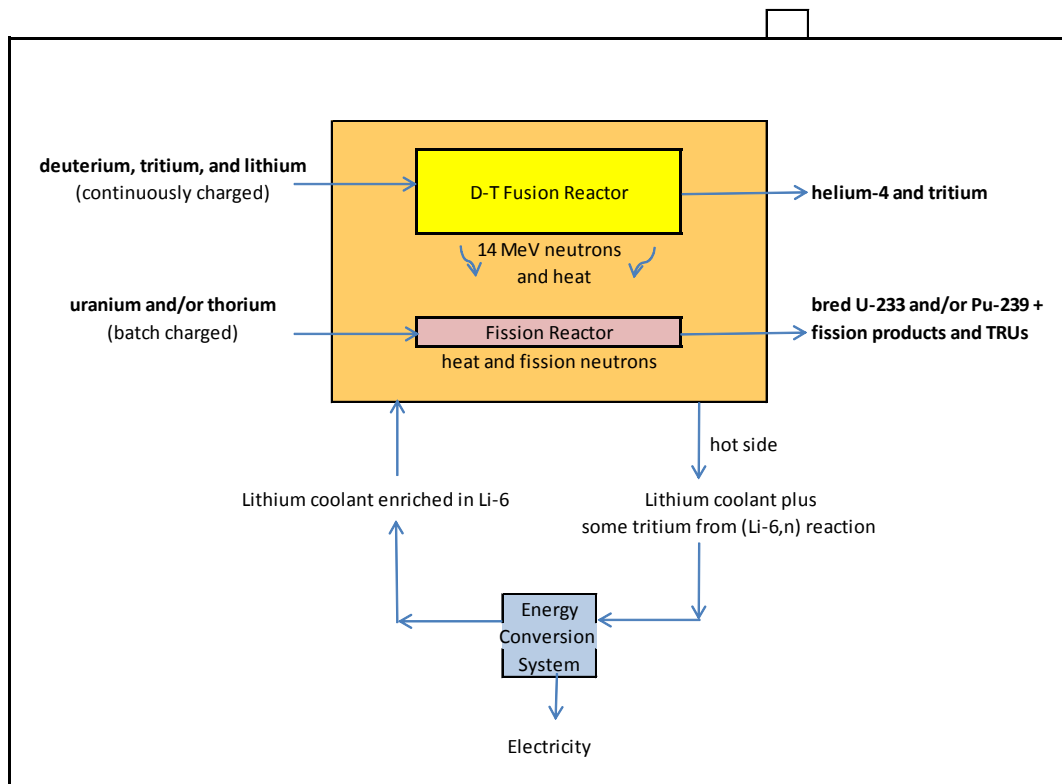 deuterium, tritium, and lithium
(continuously charged)
D-T Fusion Reactor
helium-4 and tritium
14 MeV neutrons
and heat
uranium and/or thorium
(batch charged)
Fission Reactor
bred U-233 and/or Pu-239 +
fission products and TRUs
heat and fission neutrons
hot side
Lithium coolant enriched in Li-6
Lithium coolant plus
some tritium from (Li-6,n) reaction
Energy
Conversion
System
Electricity